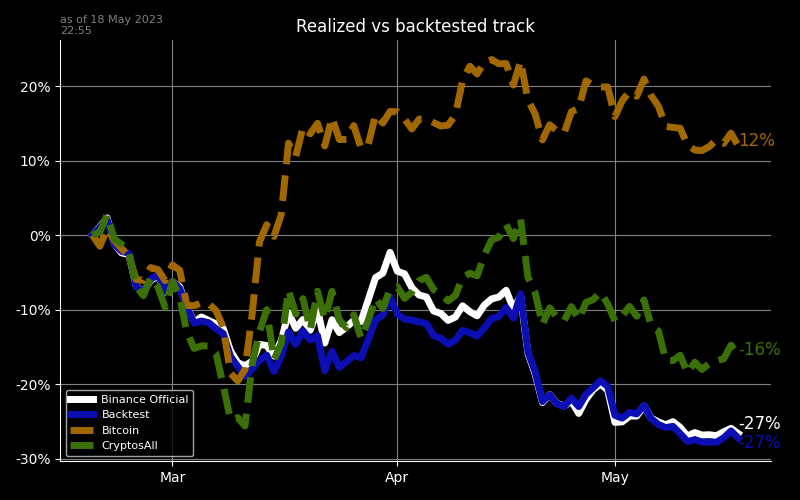 as of 18 May 2023
22:55
Realized vs backtested track
20%
10%
0%
-10%
-20%
-30%
12%
-16%
-27%
-27%
Binance Official
Backtest
Bitcoin
CryptosAll
Mar
Apr
May